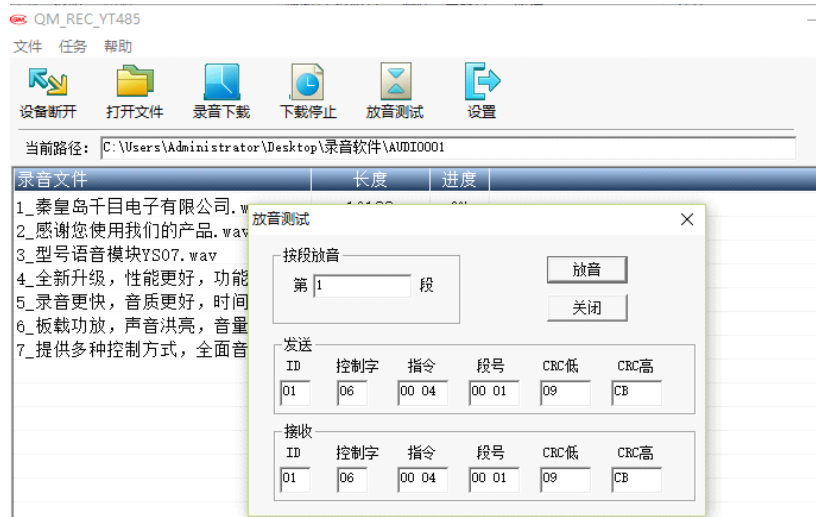 QM_REC_YT485
文件 任务 帮助
设备断开 打开文件 录音下载 下载停止 放音测试 设置
当前路径: C:\Users\Administrator\Desktop\录音软件\AUDIO001
录音文件 长度 进度
1_秦皇岛千目电子有限公司.w
2_感谢您使用我们的产品.wav
3_型号语音模块YS07.wav
4_全新升级，性能更好，功能
5_录音更快，音质更好，时间
6_板载功放，声音洪亮，音量
7_提供多种控制方式，全面音
放音测试
按段放音
第 1 段
放音
关闭
发送
ID 控制字 指令 段号 CRC低 CRC高
01 06 00 04 00 01 09 CB
接收
ID 控制字 指令 段号 CRC低 CRC高
01 06 00 04 00 01 09 CB